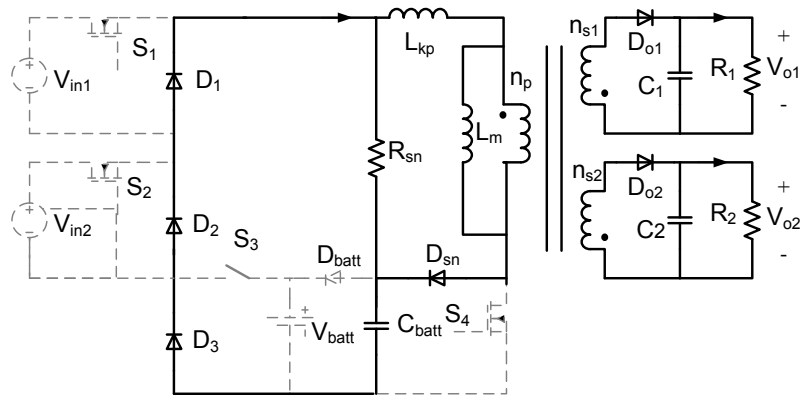 S1
Vin1
D1
Lkp
np
Lm
Rsn
ns1
Do1
C1
R1
+
Vo1
-
S2
Vin2
D2
S3
Dbatt
Dsn
ns2
Do2
C2
R2
+
Vo2
-
D3
+
Vbatt
Cbatt
S4